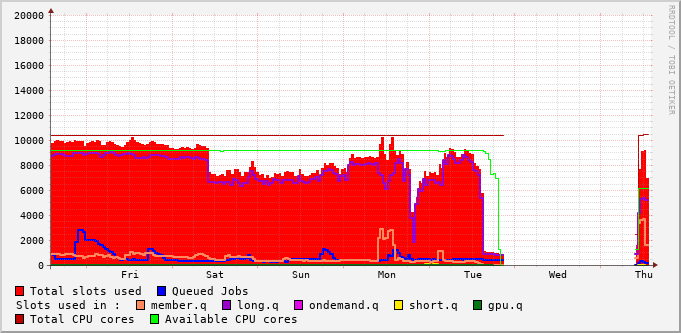 RRDTOOL / TOBI OETIKER
20000
18000
16000
14000
12000
10000
8000
6000
4000
2000
0
Fri Sat Sun Mon Tue Wed Thu
Total slots used Queued Jobs
Slots used in : member.q long.q ondemand.q short.q gpu.q
Total CPU cores Available CPU cores